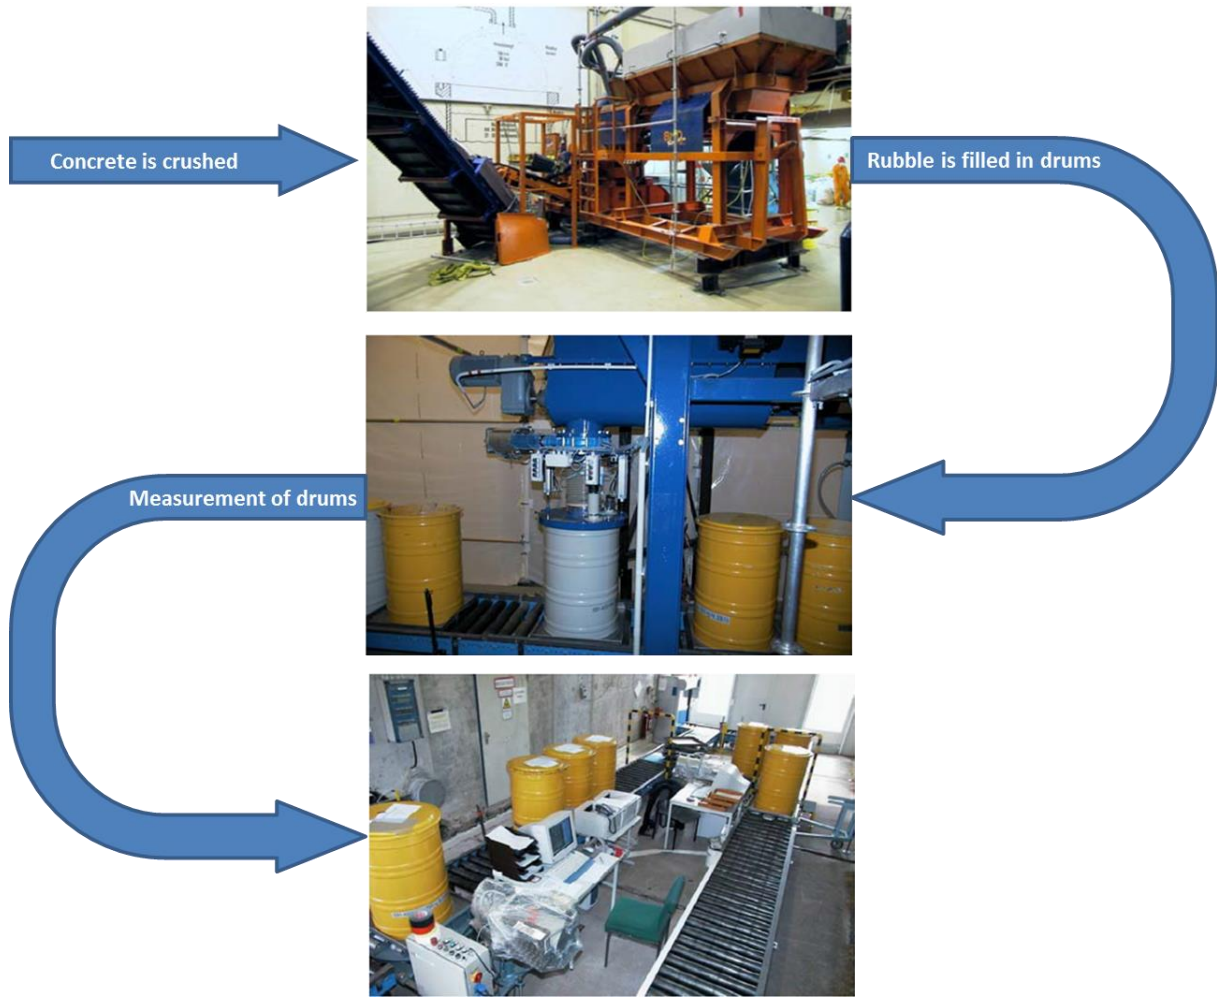 Concrete is crushed
Rubble is filled in drums
Measurement of drums